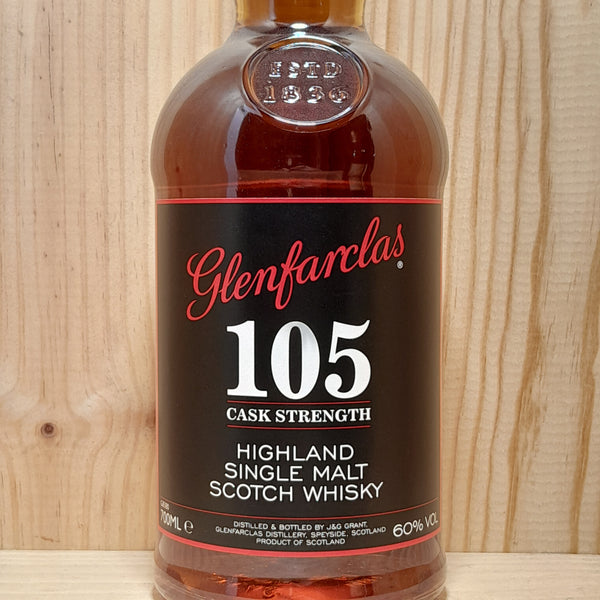 ESTD
1836
Glenfarclas®
105
CASK STRENGTH
HIGHLAND
SINGLE MALT
SCOTCH WHISKY
700ML e
DISTILLED & BOTTLED BY J&G GRANT,
GLENFARCLAS DISTILLERY, SPEYSIDE, SCOTLAND
PRODUCT OF SCOTLAND
60% VOL